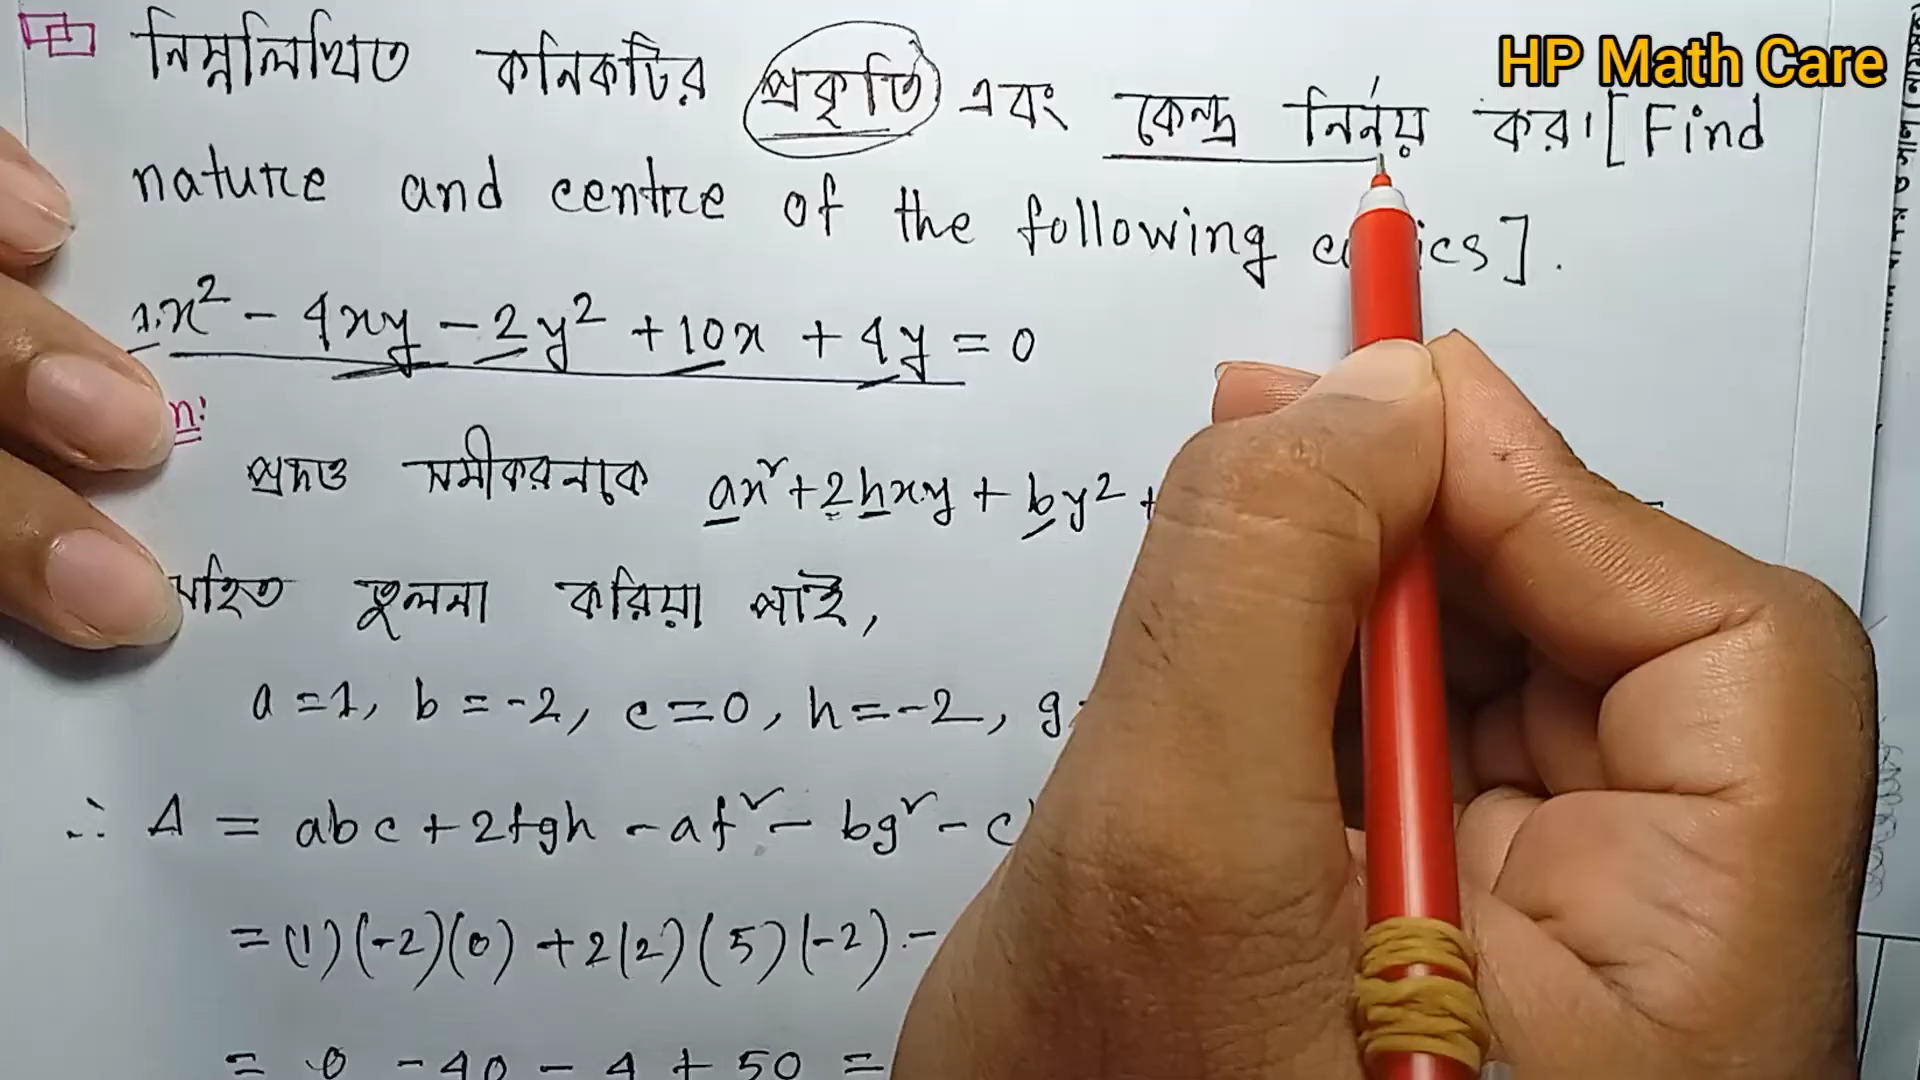 HP Math Care
নিম্নলিখিত কনিকটির প্রকৃতি এবং কেন্দ্র নির্নয় কর। [Find
nature and centre of the following ]
1. x² - 4xy - 2y² + 10x + 4y = 0
n:
প্রদত্ত সমীকরনকে ax² + 2hxy + by² +
সহিত তুলনা করিয়া পাই,
a = 1, b = -2, c = 0, h = -2, g
∴ Δ = abc + 2fgh - af² - bg² - c
= (1)(-2)(0) + 2(2)(5)(-2) -
= 0 - 40 - 4 + 50 =